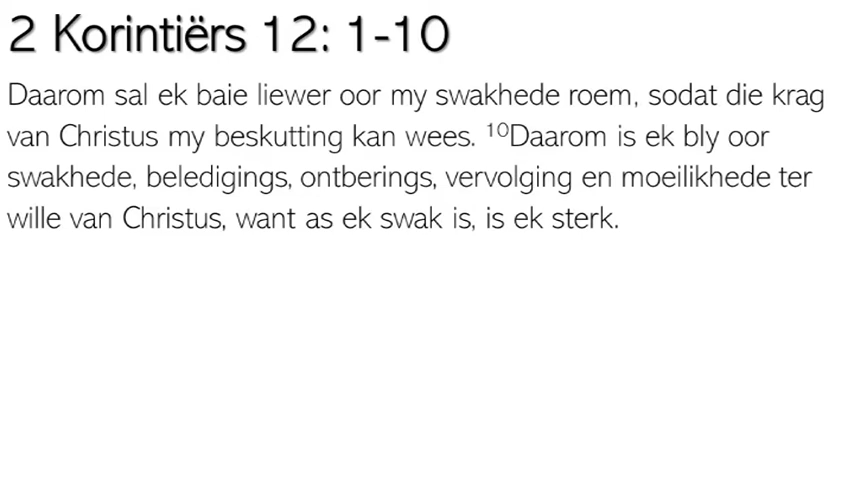 2 Korintiërs 12: 1-10
Daarom sal ek baie liewer oor my swakhede roem, sodat die krag
van Christus my beskutting kan wees. ¹⁰Daarom is ek bly oor
swakhede, beledigings, ontberings, vervolging en moeilikhede ter
wille van Christus, want as ek swak is, is ek sterk.